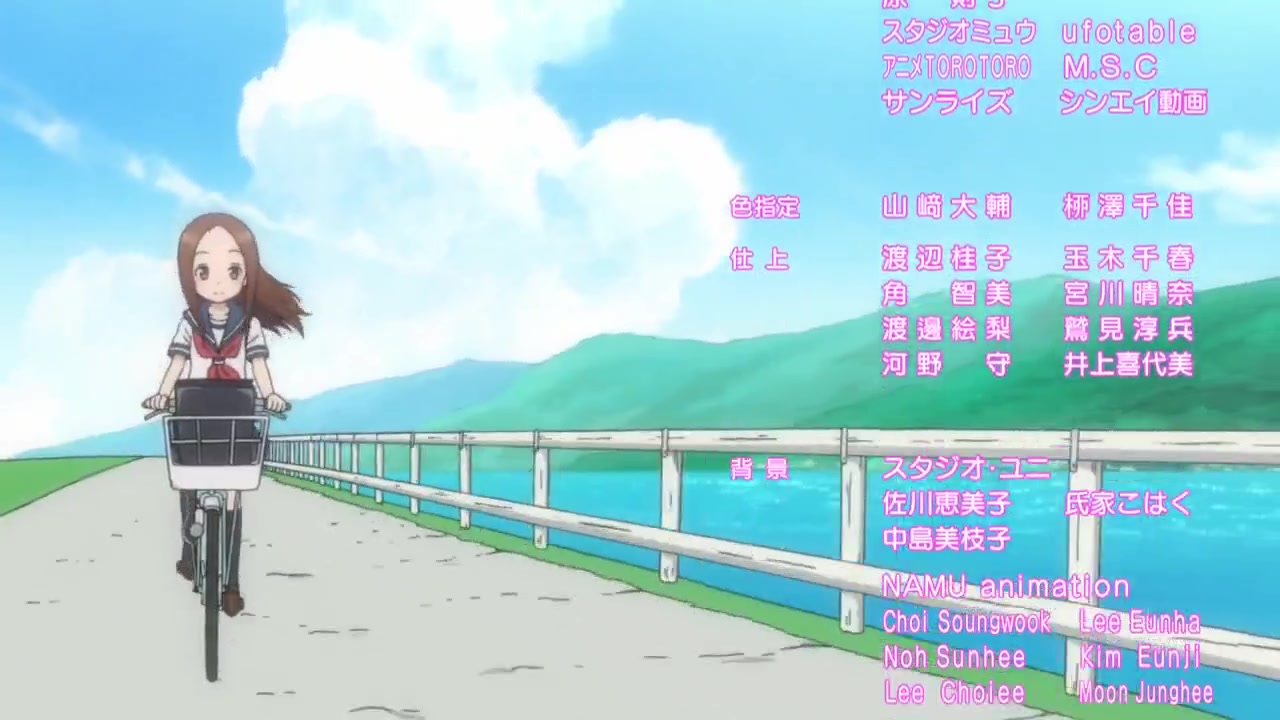 スタジオミュウ ufotable
アニメTOROTORO M.S.C
サンライズ シンエイ動画
色指定 山﨑大輔 栁澤千佳
仕上 渡辺桂子 玉木千春
角 智美 宮川晴奈
渡邊絵梨 鷲見淳兵
河野 守 井上喜代美
背景 スタジオ・ユニ
佐川恵美子 氏家こはく
中島美枝子
NAMU animation
Choi Soungwook Lee Eunha
Noh Sunhee Kim Eunji
Lee Choiee Moon Junghee